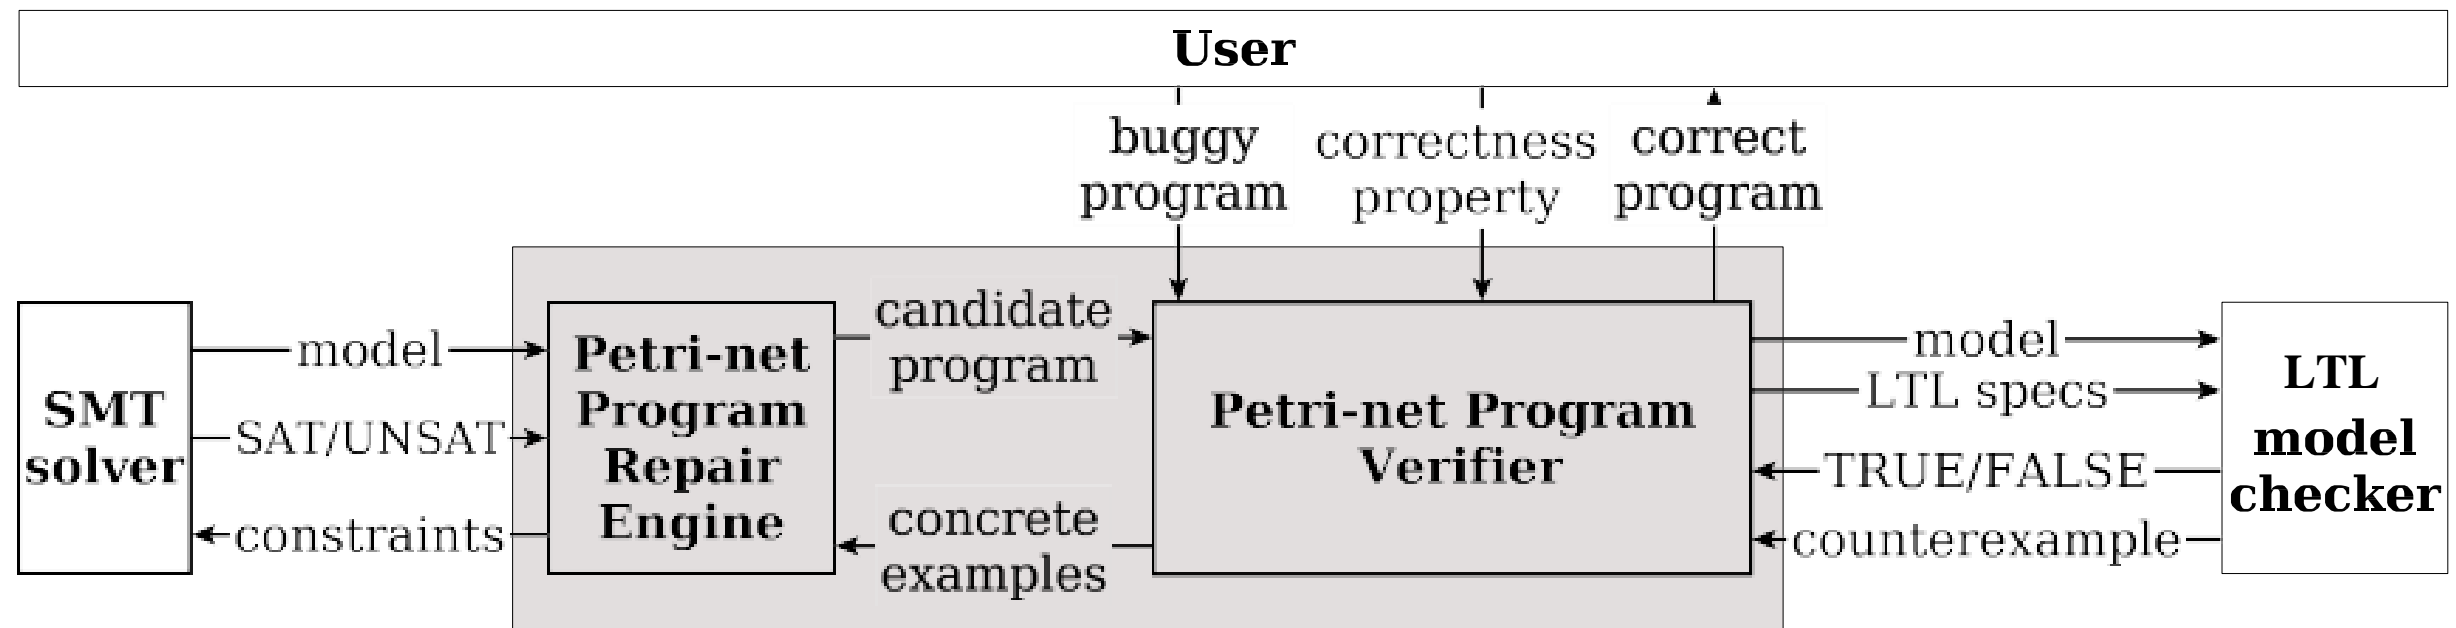 User
buggy
program
correctness
property
correct
program
SMT
solver
model
SAT/UNSAT
constraints
Petri-net
Program
Repair
Engine
candidate
program
concrete
examples
Petri-net Program
Verifier
model
LTL specs
TRUE/FALSE
counterexample
LTL
model
checker